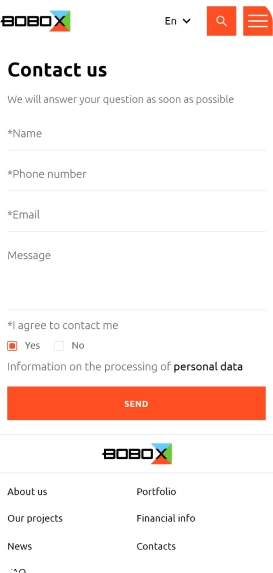 BOBOX
En
Contact us
We will answer your question as soon as possible
*Name
*Phone number
*Email
Message
*I agree to contact me
Yes No
Information on the processing of personal data
SEND
BOBOX
About us Portfolio
Our projects Financial info
News Contacts